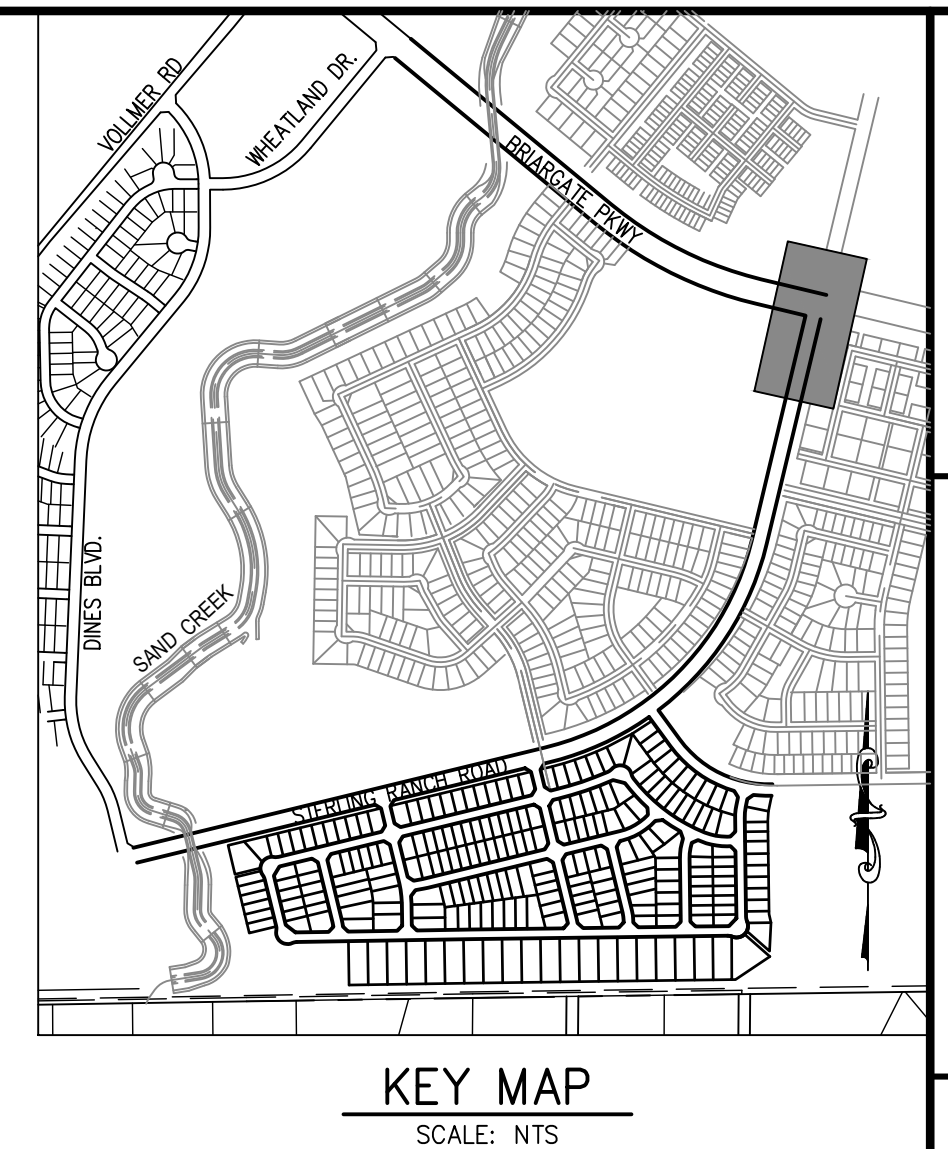 VOLLMER RD
WHEATLAND DR.
BRIARGATE PKWY
DINES BLVD.
SAND CREEK
STERLING RANCH ROAD
KEY MAP
SCALE: NTS